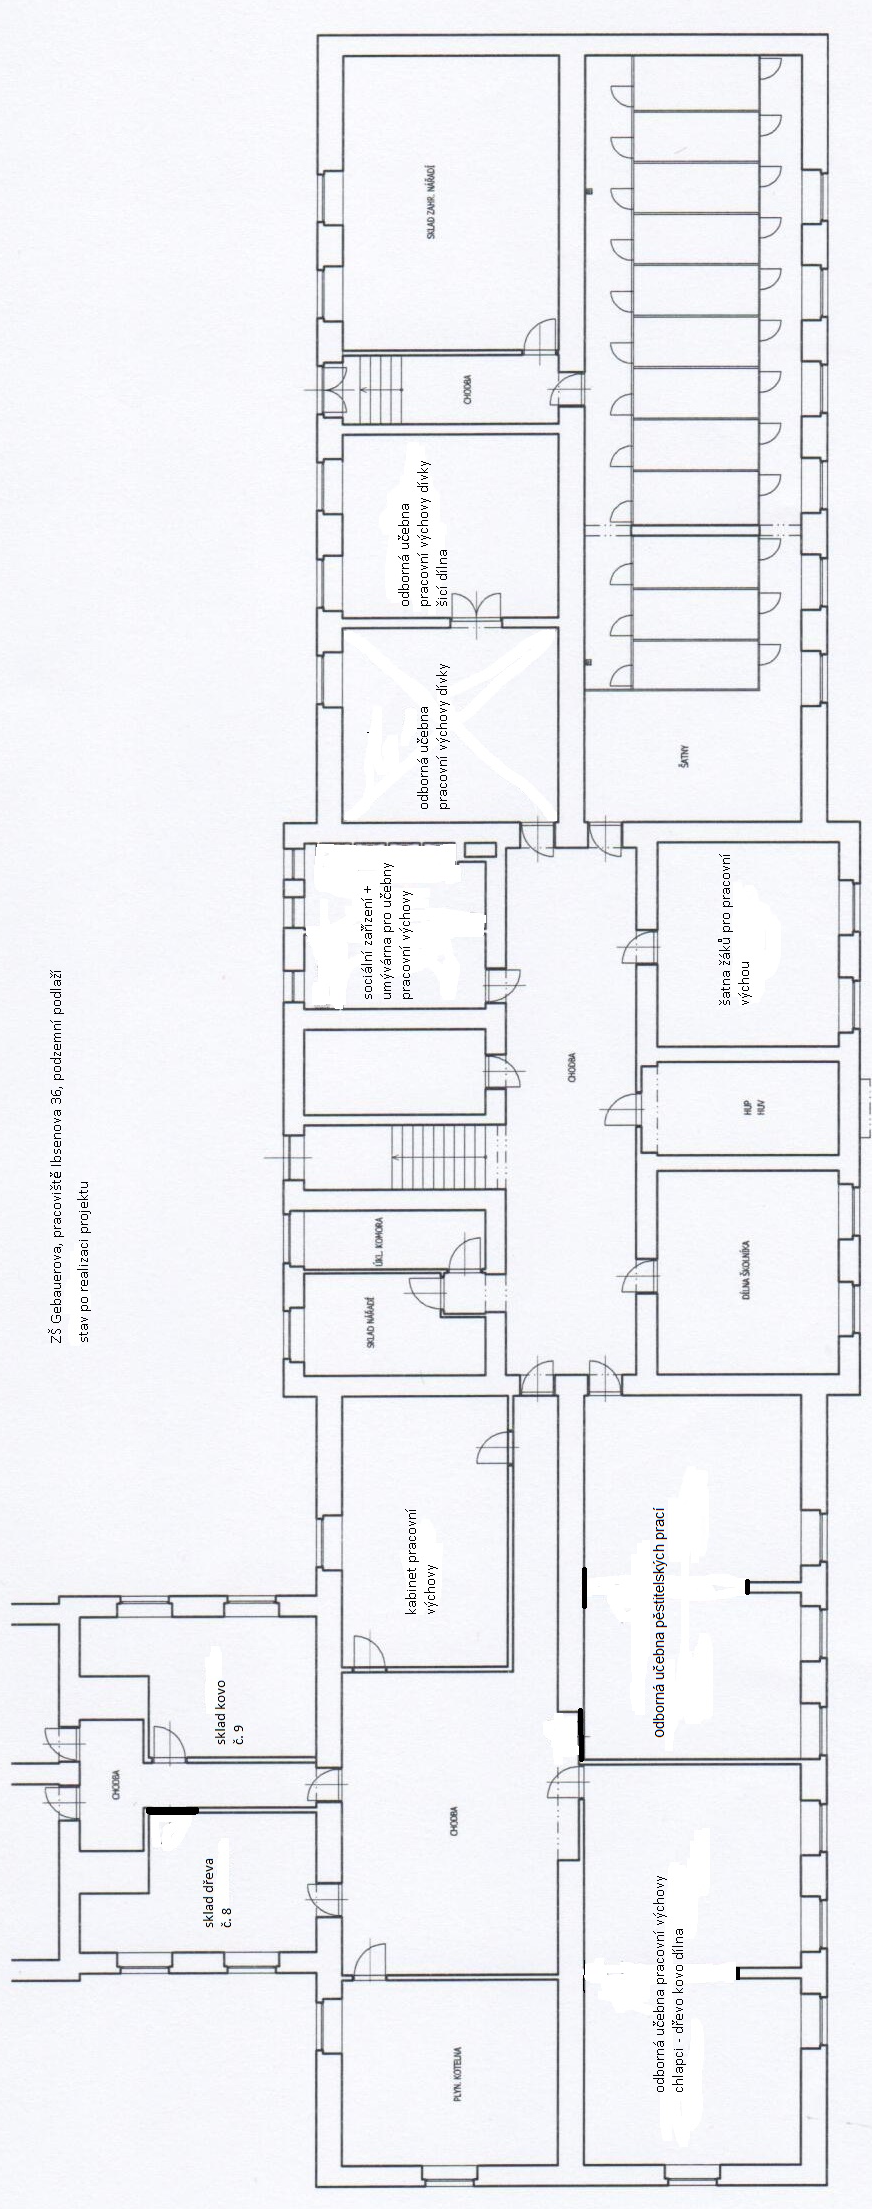 ZŠ Gebauerova, pracoviště Ibsenova 36, podzemní podlaží
stav po realizaci projektu
sklad dřeva
č. 8
CHODBA
sklad kovo
č. 9
PLYN. KOTELNA
CHODBA
kabinet pracovní
výchovy
SKLAD NÁŘADÍ
ÚKL. KOMORA
sociální zařízení +
umývárna pro učebny
pracovní výchovy
odborná učebna
pracovní výchovy dívky
odborná učebna
pracovní výchovy dívky
šicí dílna
CHODBA
SKLAD ZAHR. NÁŘADÍ
CHODBA
odborná učebna pracovní výchovy
chlapci - dřevo kovo dílna
odborná učebna pěstitelských prací
DÍLNA ŠKOLNÍKA
HUP
HUV
šatna žáků pro pracovní
výchou
ŠATNY